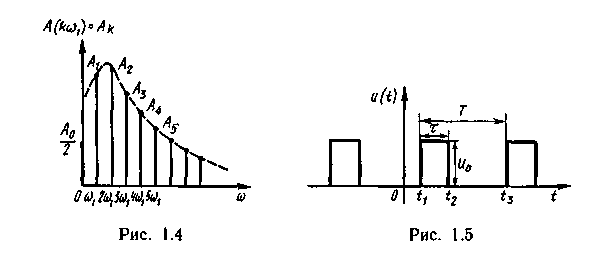 A(kω₁) = Aₖ
A₁ A₂
A₃
A₄
A₅
A₀
2
0 ω₁ 2ω₁ 3ω₁ 4ω₁ 5ω₁ ω
Рис. 1.4
u(t)
T
τ
u₀
0 t₁ t₂ t₃ t
Рис. 1.5